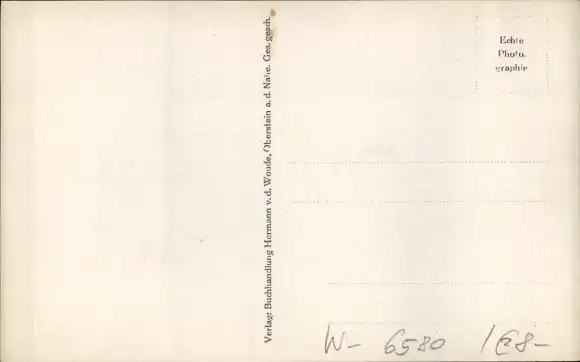 Verlag: Buchhandlung Hermann v. d. Woude, Oberstein a. d. Nahe. Ges. gesch.
Echte
Photo-
graphie
W- 6580 /E8-